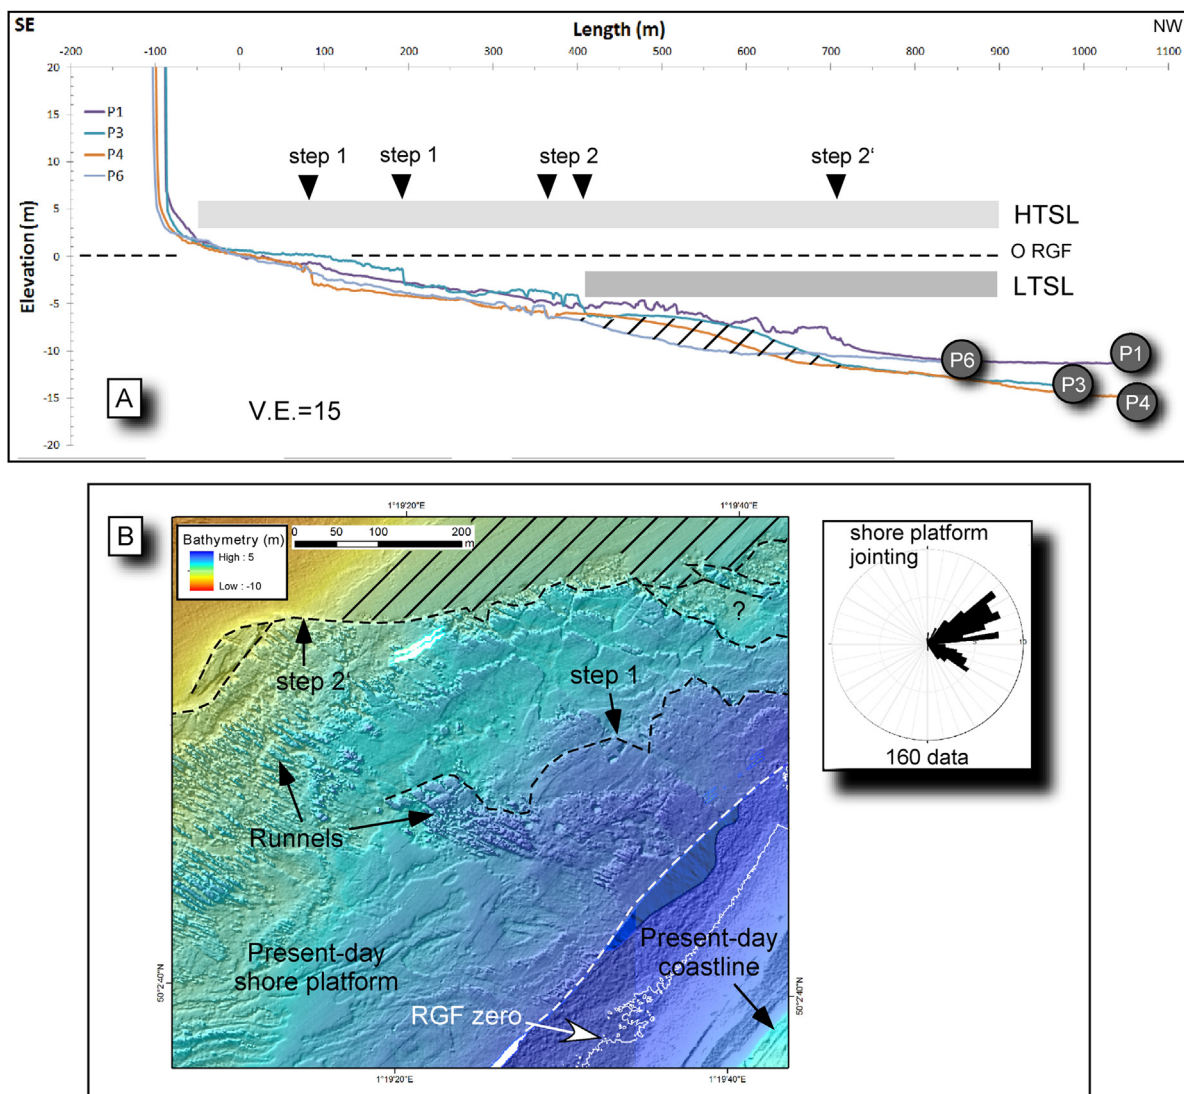 SE
Length (m)
NW
-200 -100 0 100 200 300 400 500 600 700 800 900 1000 1100
20
15
10
5
0
-5
-10
-15
-20
Elevation (m)
P1
P3
P4
P6
step 1
step 1
step 2
step 2‘
HTSL
O RGF
LTSL
P6
P1
P3
P4
A
V.E.=15
B
1°19'20"E
1°19'40"E
Bathymetry (m)
High : 5
Low : -10
0 50 100 200
m
?
step 2‘
step 1
Runnels
Present-day
shore platform
Present-day
coastline
RGF zero
50°2'40"N
50°2'40"N
1°19'20"E
1°19'40"E
shore platform
jointing
10
160 data